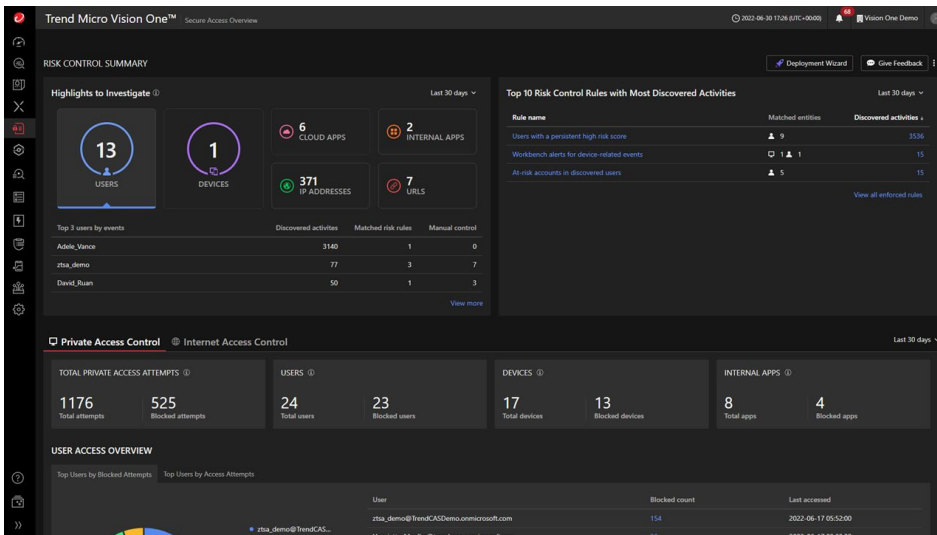 Trend Micro Vision One™ Secure Access Overview
2022-06-30 17:26 (UTC+00:00)
68
Vision One Demo
RISK CONTROL SUMMARY
Deployment Wizard
Give Feedback
Highlights to Investigate
Last 30 days
13
USERS
1
DEVICES
6
CLOUD APPS
2
INTERNAL APPS
371
IP ADDRESSES
7
URLS
Top 3 users by events Discovered activites Matched risk rules Manual control
Adele_Vance 3140 1 0
ztsa_demo 77 3 7
David_Ruan 50 1 3
View more
Top 10 Risk Control Rules with Most Discovered Activities
Last 30 days
Rule name Matched entities Discovered activities
Users with a persistent high risk score 9 3536
Workbench alerts for device-related events 1 1 15
At-risk accounts in discovered users 5 15
View all enforced rules
Private Access Control Internet Access Control
Last 30 days
TOTAL PRIVATE ACCESS ATTEMPTS
1176 525
Total attempts Blocked attempts
USERS
24 23
Total users Blocked users
DEVICES
17 13
Total devices Blocked devices
INTERNAL APPS
8 4
Total apps Blocked apps
USER ACCESS OVERVIEW
Top Users by Blocked Attempts Top Users by Access Attempts
ztsa_demo@TrendCAS...
User Blocked count Last accessed
ztsa_demo@TrendCASDemo.onmicrosoft.com 154 2022-06-17 05:52:00